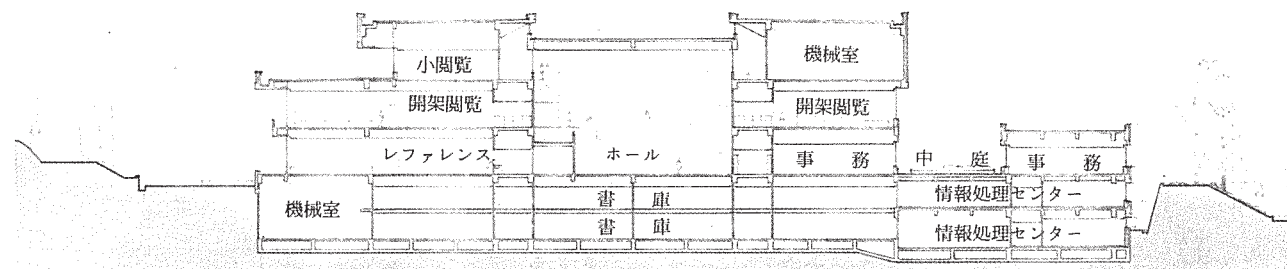 機械室
小閲覧
開架閲覧 開架閲覧
レファレンス ホール 事務 中庭 事務
機械室 書庫 情報処理センター
書庫 情報処理センター